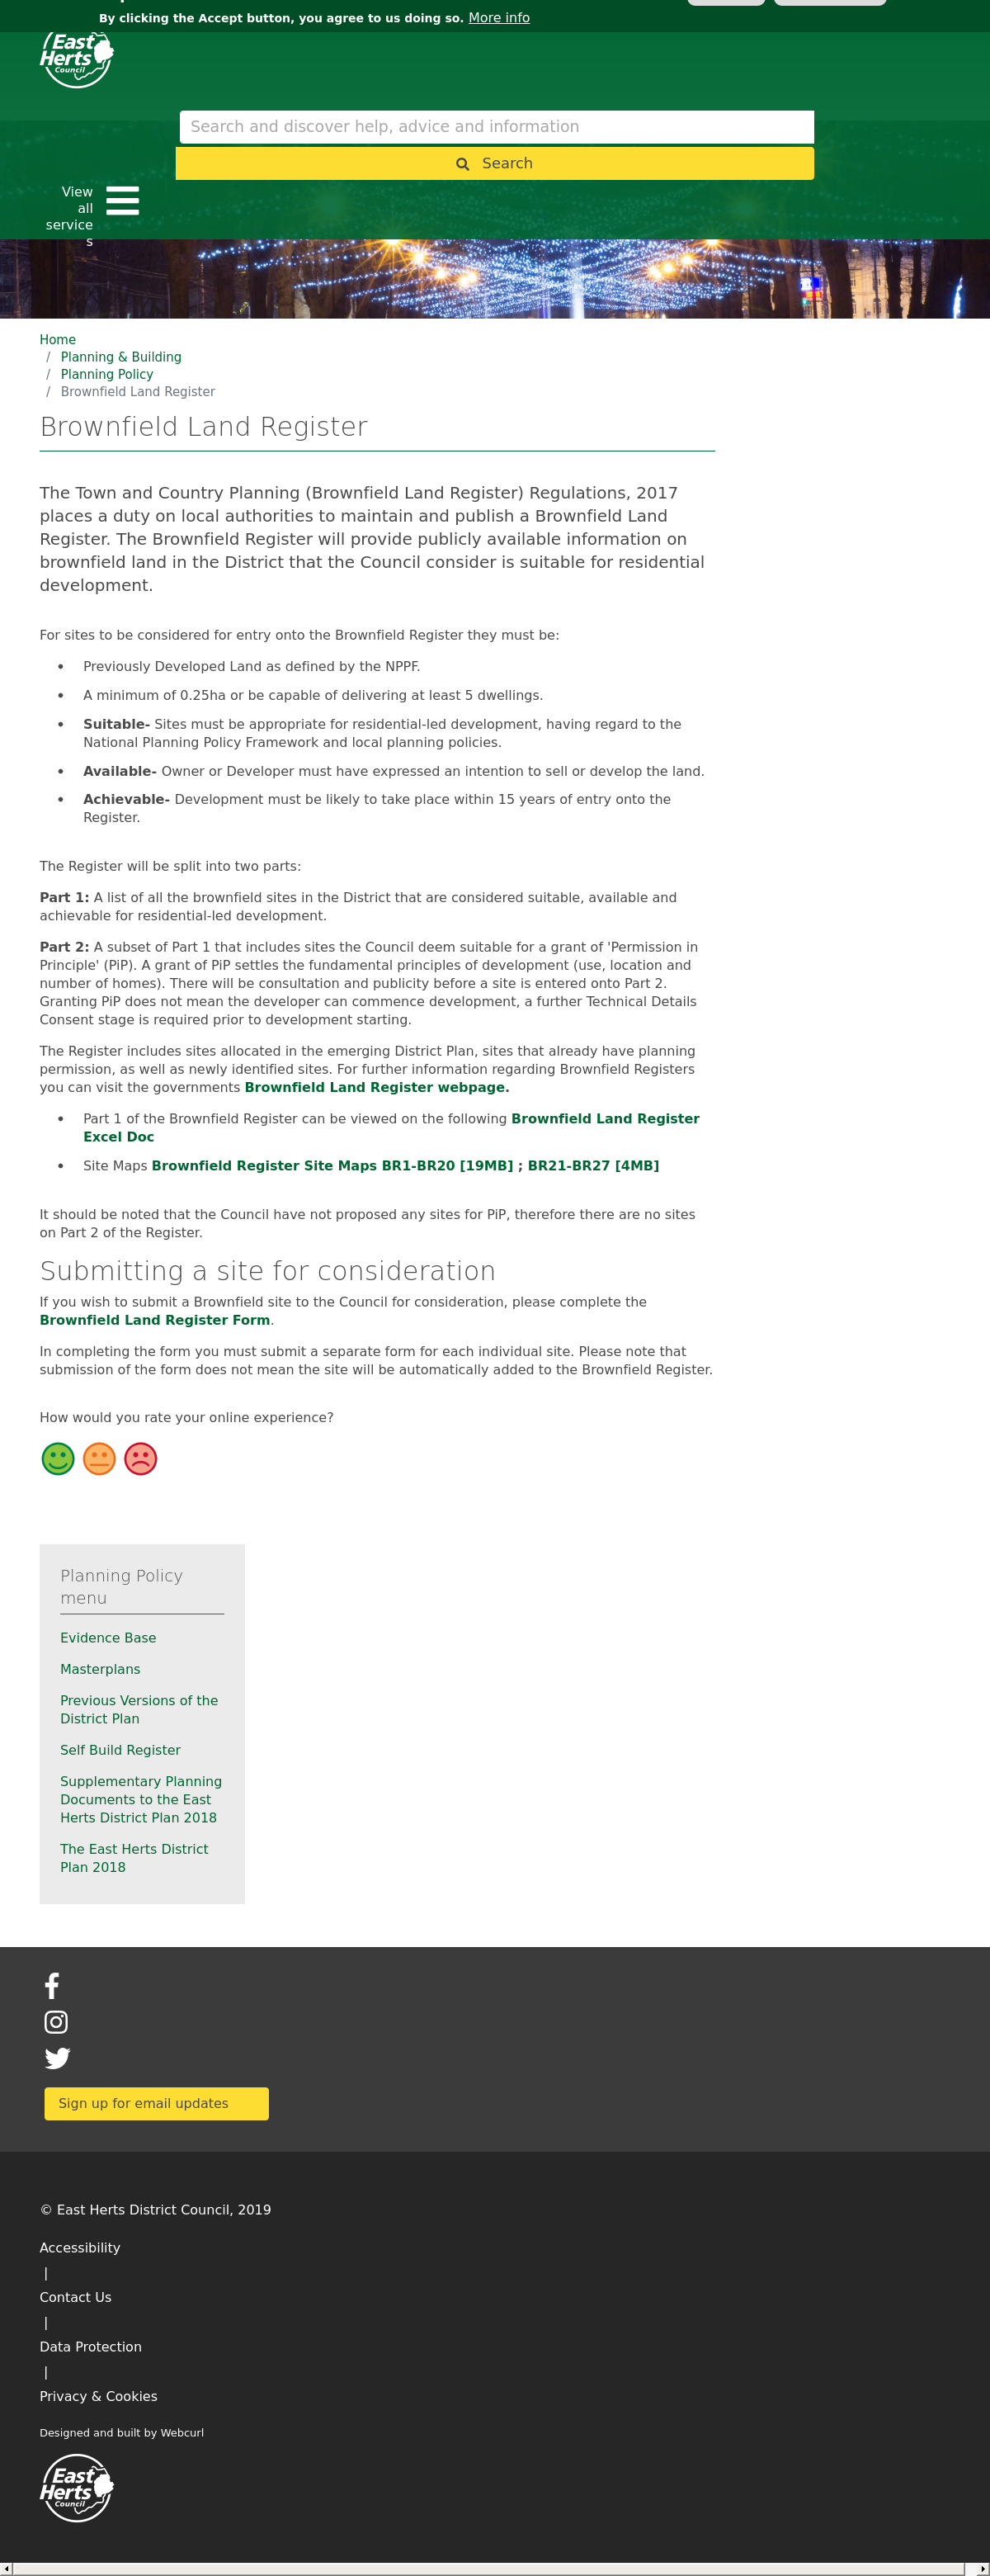 By clicking the Accept button, you agree to us doing so. More info
East
Herts
Council
Search and discover help, advice and information
Search
View
all
service
s
Home
/ Planning & Building
/ Planning Policy
/ Brownfield Land Register
Brownfield Land Register
The Town and Country Planning (Brownfield Land Register) Regulations, 2017
places a duty on local authorities to maintain and publish a Brownfield Land
Register. The Brownfield Register will provide publicly available information on
brownfield land in the District that the Council consider is suitable for residential
development.
For sites to be considered for entry onto the Brownfield Register they must be:
• Previously Developed Land as defined by the NPPF.
• A minimum of 0.25ha or be capable of delivering at least 5 dwellings.
• Suitable- Sites must be appropriate for residential-led development, having regard to the
National Planning Policy Framework and local planning policies.
• Available- Owner or Developer must have expressed an intention to sell or develop the land.
• Achievable- Development must be likely to take place within 15 years of entry onto the
Register.
The Register will be split into two parts:
Part 1: A list of all the brownfield sites in the District that are considered suitable, available and
achievable for residential-led development.
Part 2: A subset of Part 1 that includes sites the Council deem suitable for a grant of 'Permission in
Principle' (PiP). A grant of PiP settles the fundamental principles of development (use, location and
number of homes). There will be consultation and publicity before a site is entered onto Part 2.
Granting PiP does not mean the developer can commence development, a further Technical Details
Consent stage is required prior to development starting.
The Register includes sites allocated in the emerging District Plan, sites that already have planning
permission, as well as newly identified sites. For further information regarding Brownfield Registers
you can visit the governments Brownfield Land Register webpage.
• Part 1 of the Brownfield Register can be viewed on the following Brownfield Land Register
Excel Doc
• Site Maps Brownfield Register Site Maps BR1-BR20 [19MB] ; BR21-BR27 [4MB]
It should be noted that the Council have not proposed any sites for PiP, therefore there are no sites
on Part 2 of the Register.
Submitting a site for consideration
If you wish to submit a Brownfield site to the Council for consideration, please complete the
Brownfield Land Register Form.
In completing the form you must submit a separate form for each individual site. Please note that
submission of the form does not mean the site will be automatically added to the Brownfield Register.
How would you rate your online experience?
Planning Policy
menu
Evidence Base
Masterplans
Previous Versions of the
District Plan
Self Build Register
Supplementary Planning
Documents to the East
Herts District Plan 2018
The East Herts District
Plan 2018
Sign up for email updates
© East Herts District Council, 2019
Accessibility
|
Contact Us
|
Data Protection
|
Privacy & Cookies
Designed and built by Webcurl
East
Herts
Council